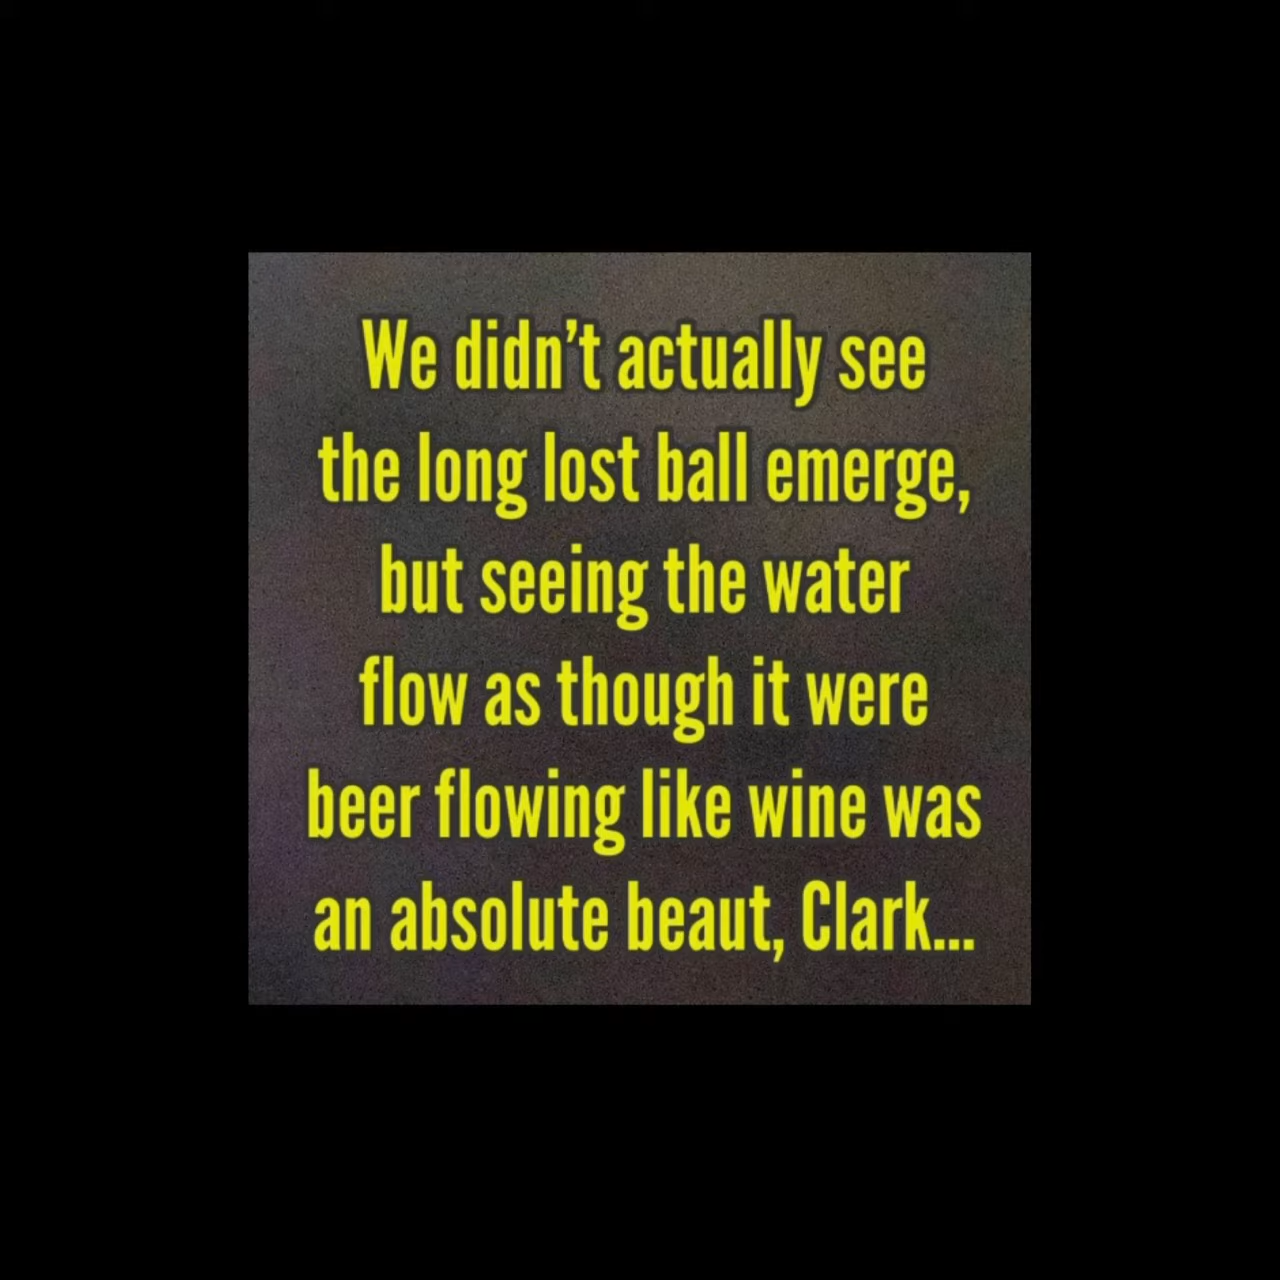 We didn’t actually see
the long lost ball emerge,
but seeing the water
flow as though it were
beer flowing like wine was
an absolute beaut, Clark...